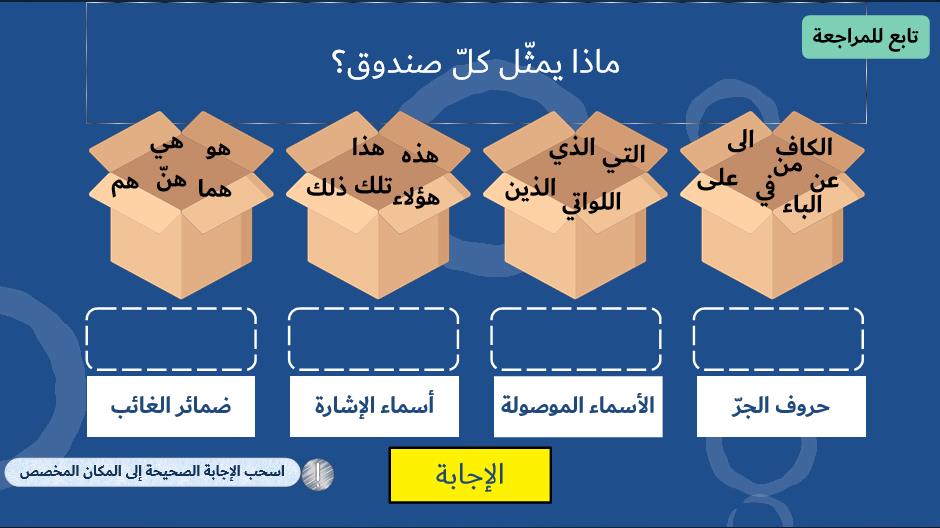 تابع للمراجعة
ماذا يمثّل كلّ صندوق؟
الكاف الى
من
عن في على
الباء
التي الذي
اللواتي الذين
هذه هذا
هؤلاء تلك ذلك
هو هي
هما هنّ هم
حروف الجرّ
الأسماء الموصولة
أسماء الإشارة
ضمائر الغائب
الإجابة
! اسحب الإجابة الصحيحة إلى المكان المخصص